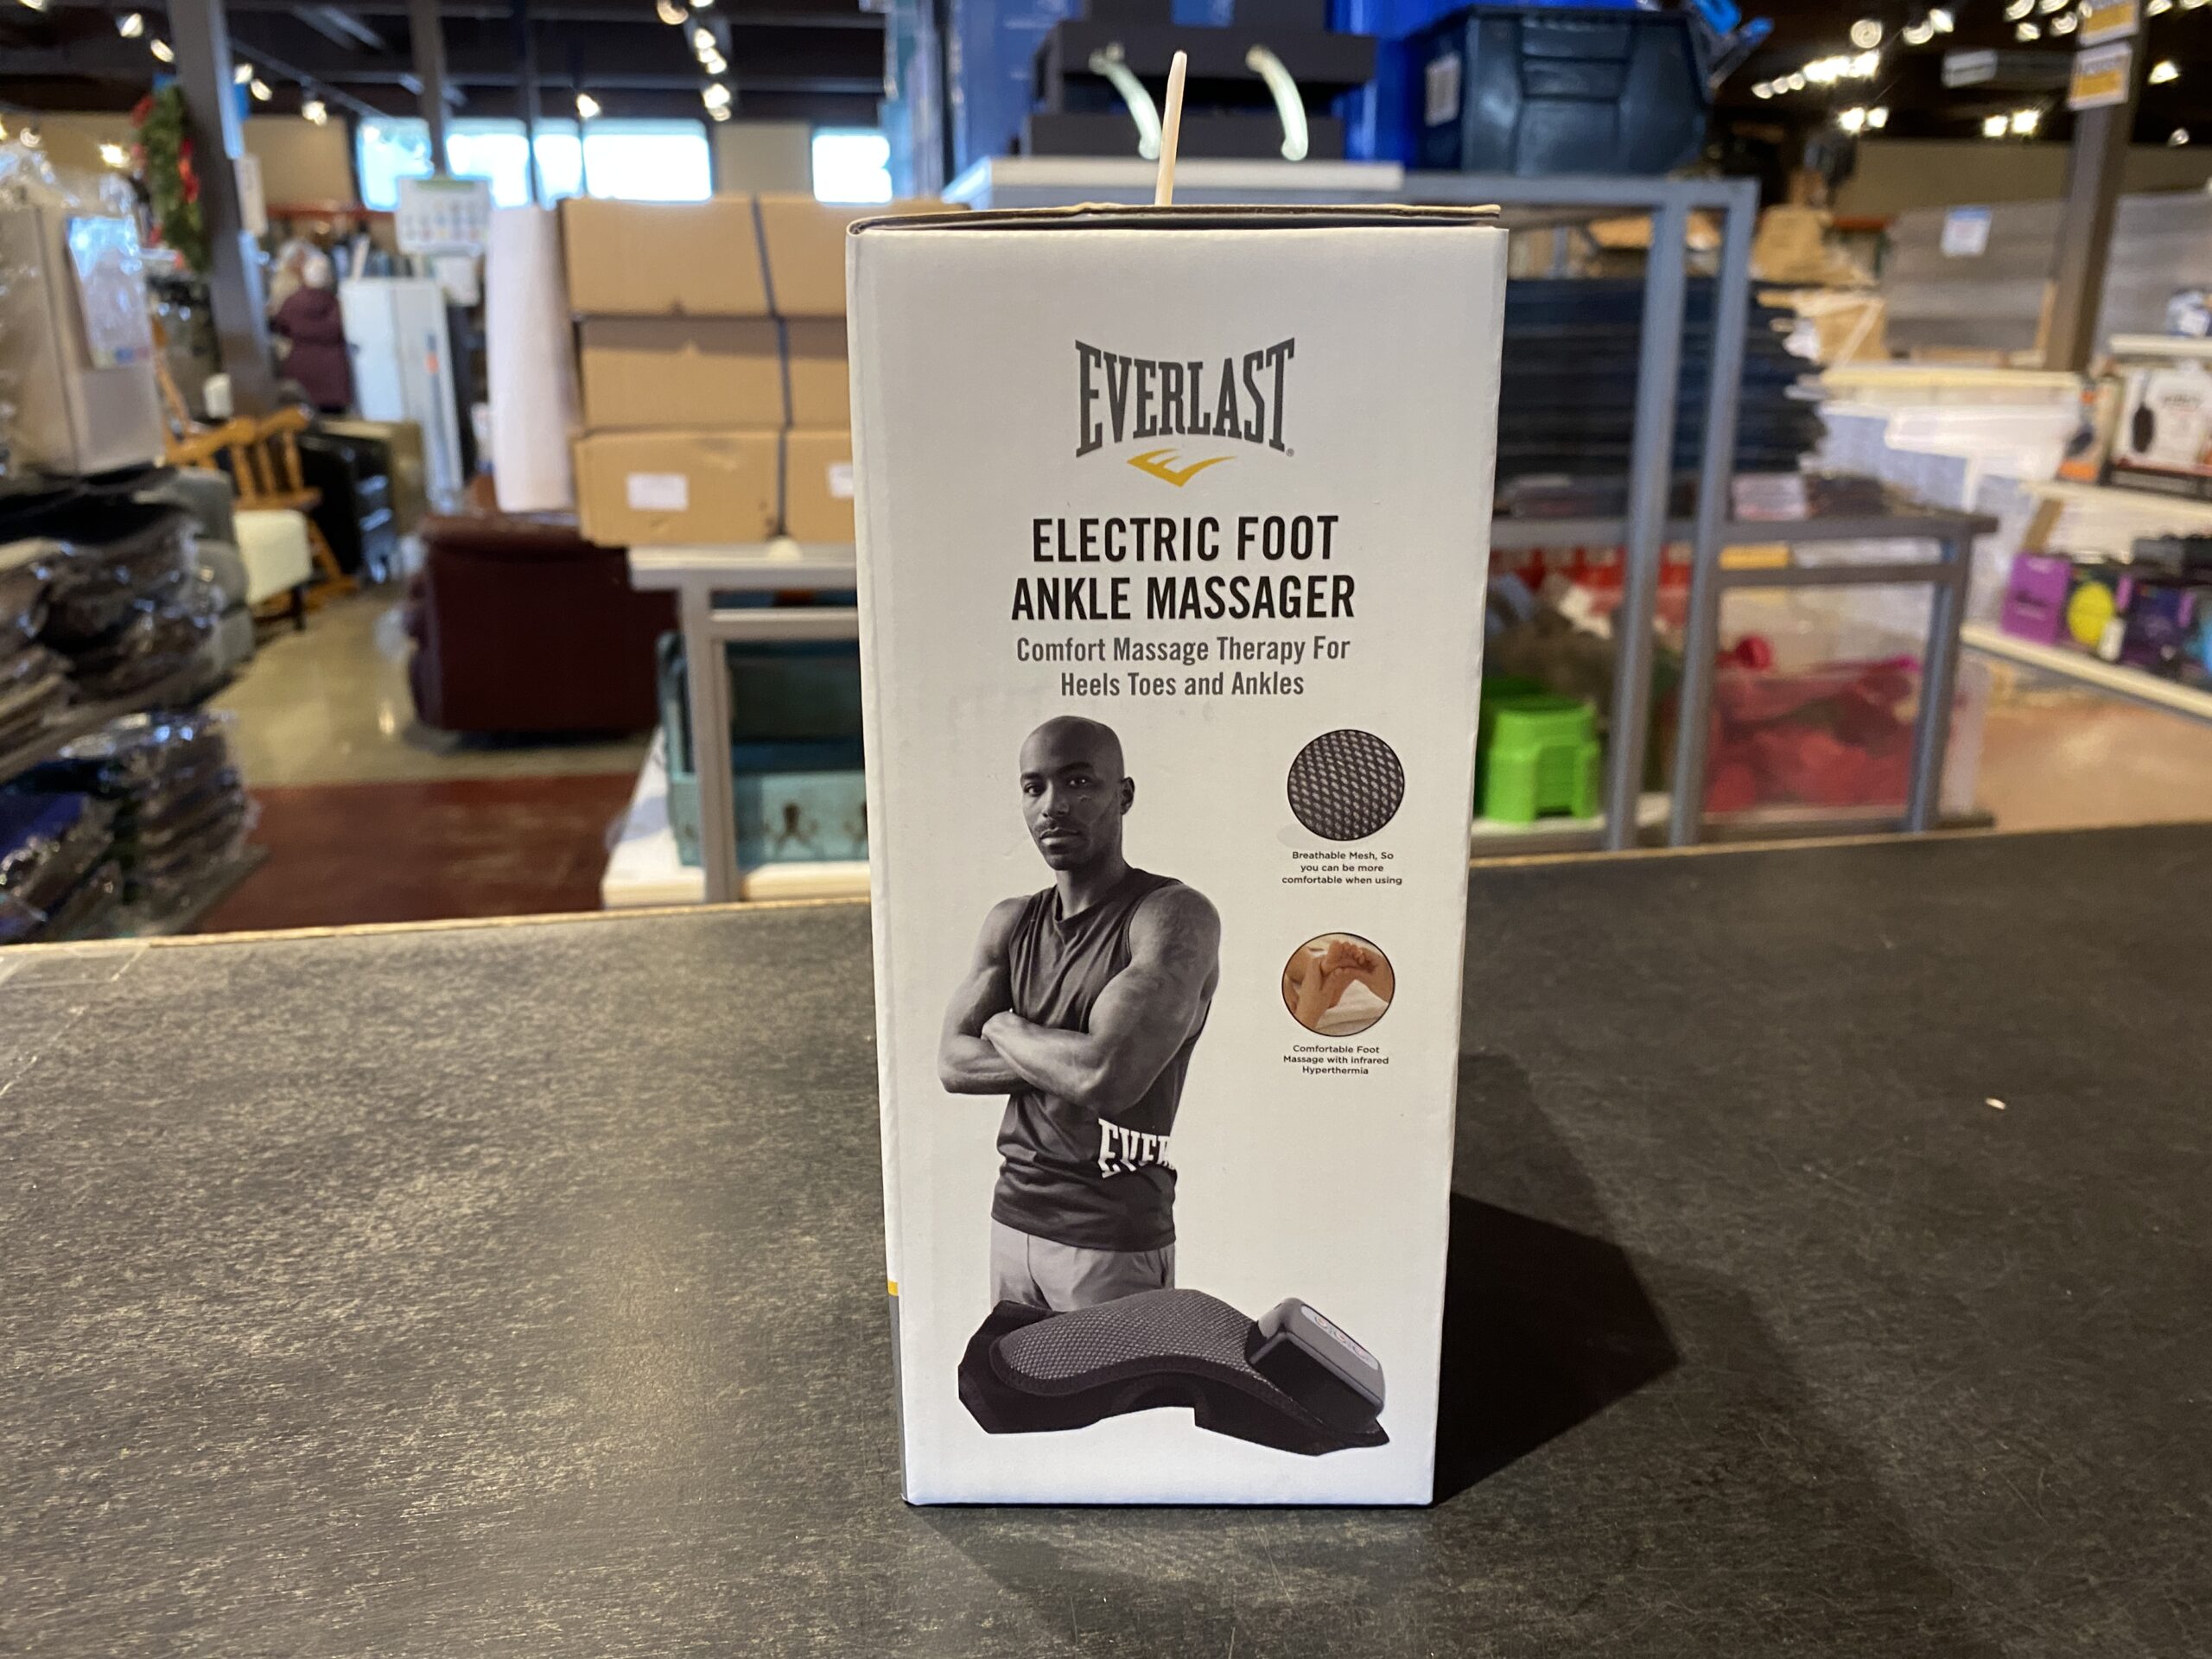 EVERLAST
ELECTRIC FOOT
ANKLE MASSAGER
Comfort Massage Therapy For
Heels Toes and Ankles
Breathable Mesh, So
you can be more
comfortable when using
Comfortable Foot
Massage with infrared
Hyperthermia
EVER